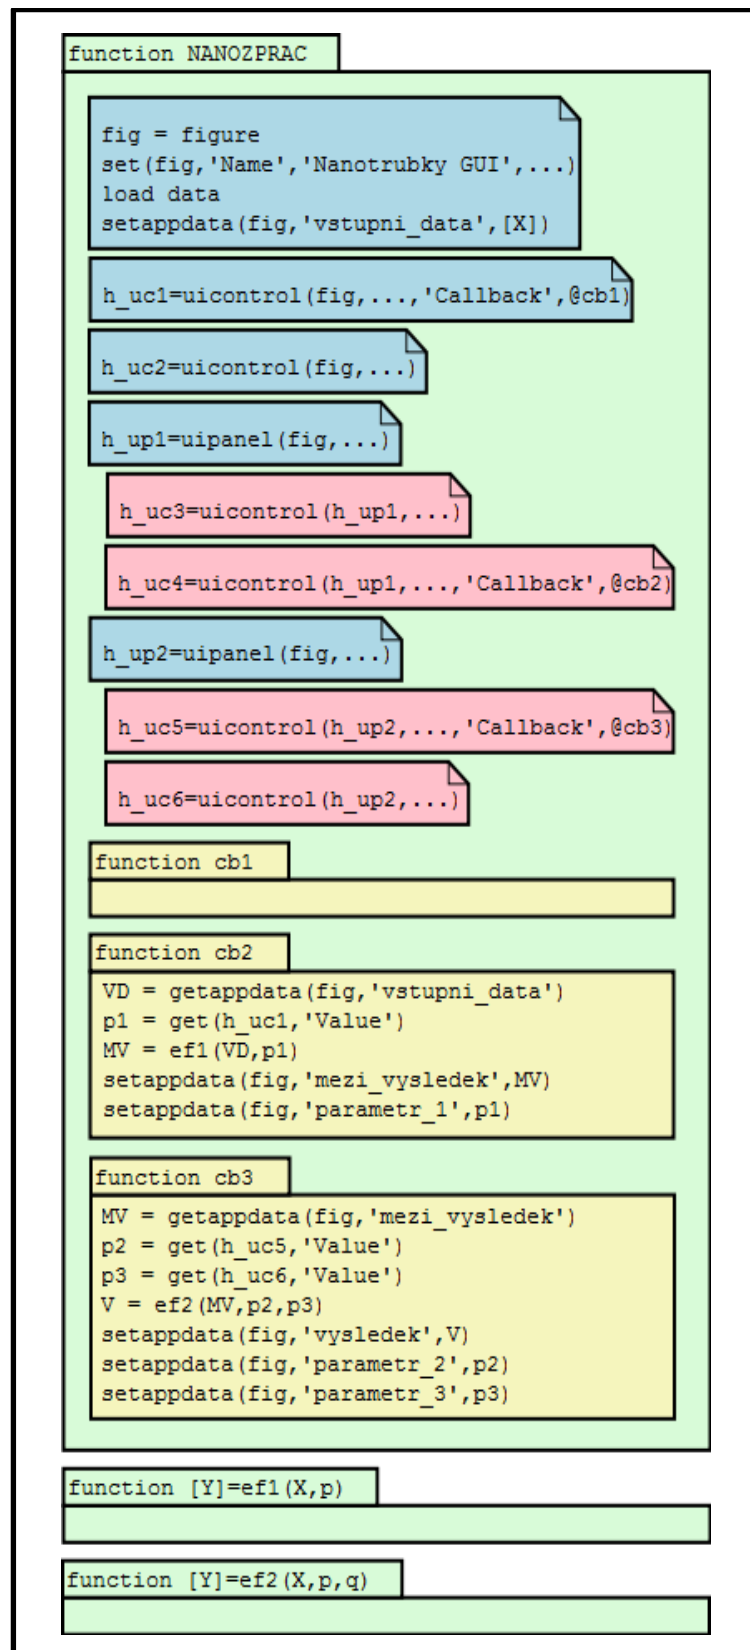 function NANOZPRAC
fig = figure
set(fig,'Name','Nanotrubky GUI',...)
load data
setappdata(fig,'vstupni_data',[X])
h_uc1=uicontrol(fig,...,'Callback',@cb1)
h_uc2=uicontrol(fig,...)
h_up1=uipanel(fig,...)
h_uc3=uicontrol(h_up1,...)
h_uc4=uicontrol(h_up1,...,'Callback',@cb2)
h_up2=uipanel(fig,...)
h_uc5=uicontrol(h_up2,...,'Callback',@cb3)
h_uc6=uicontrol(h_up2,...)
function cb1
function cb2
VD = getappdata(fig,'vstupni_data')
p1 = get(h_uc1,'Value')
MV = ef1(VD,p1)
setappdata(fig,'mezi_vysledek',MV)
setappdata(fig,'parametr_1',p1)
function cb3
MV = getappdata(fig,'mezi_vysledek')
p2 = get(h_uc5,'Value')
p3 = get(h_uc6,'Value')
V = ef2(MV,p2,p3)
setappdata(fig,'vysledek',V)
setappdata(fig,'parametr_2',p2)
setappdata(fig,'parametr_3',p3)
function [Y]=ef1(X,p)
function [Y]=ef2(X,p,q)